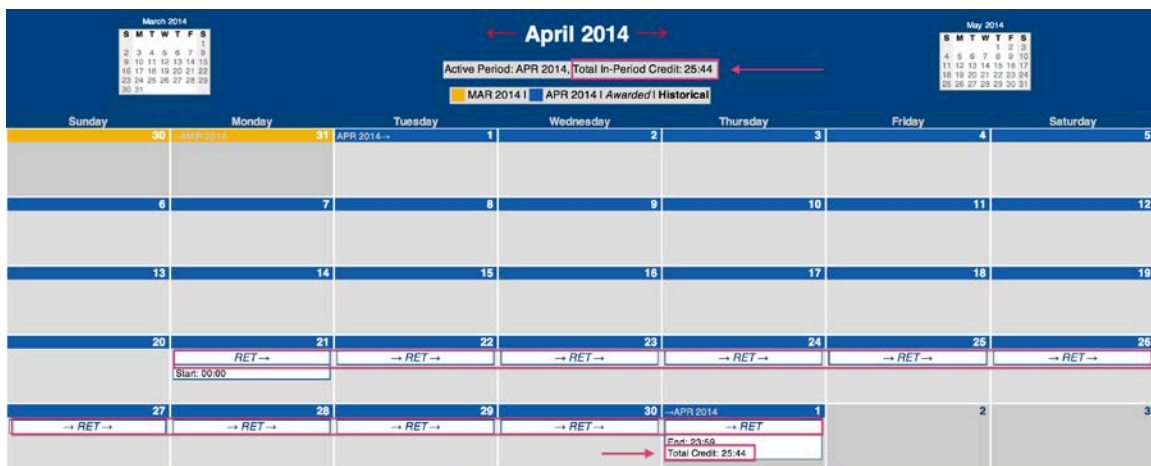 March 2014
S M T W T F S
1
2 3 4 5 6 7 8
9 10 11 12 13 14 15
16 17 18 19 20 21 22
23 24 25 26 27 28 29
30 31
← April 2014 →
Active Period: APR 2014, Total In-Period Credit: 25:44
MAR 2014 | APR 2014 | Awarded | Historical
May 2014
S M T W T F S
1 2 3
4 5 6 7 8 9 10
11 12 13 14 15 16 17
18 19 20 21 22 23 24
25 26 27 28 29 30 31
Sunday Monday Tuesday Wednesday Thursday Friday Saturday
30 →MAR 2014 31 APR 2014→ 1 2 3 4 5
6 7 8 9 10 11 12
13 14 15 16 17 18 19
20 21 22 23 24 25 26
RET→ →RET→ →RET→ →RET→ →RET→ →RET→
Start: 00:00
27 28 29 30 →APR 2014 1 2 3
→RET→ →RET→ →RET→ →RET→ →RET
End: 23:59
Total Credit: 25:44